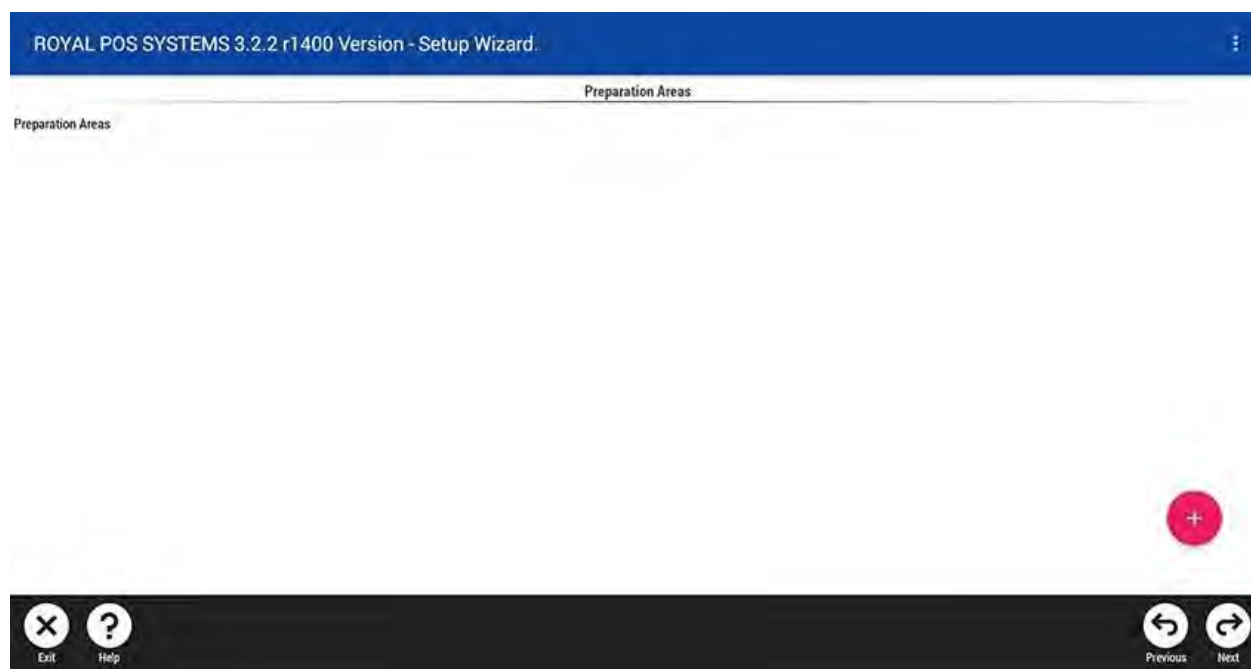 ROYAL POS SYSTEMS 3.2.2 r1400 Version - Setup Wizard.
Preparation Areas
Preparation Areas
+
Exit
Help
Previous
Next